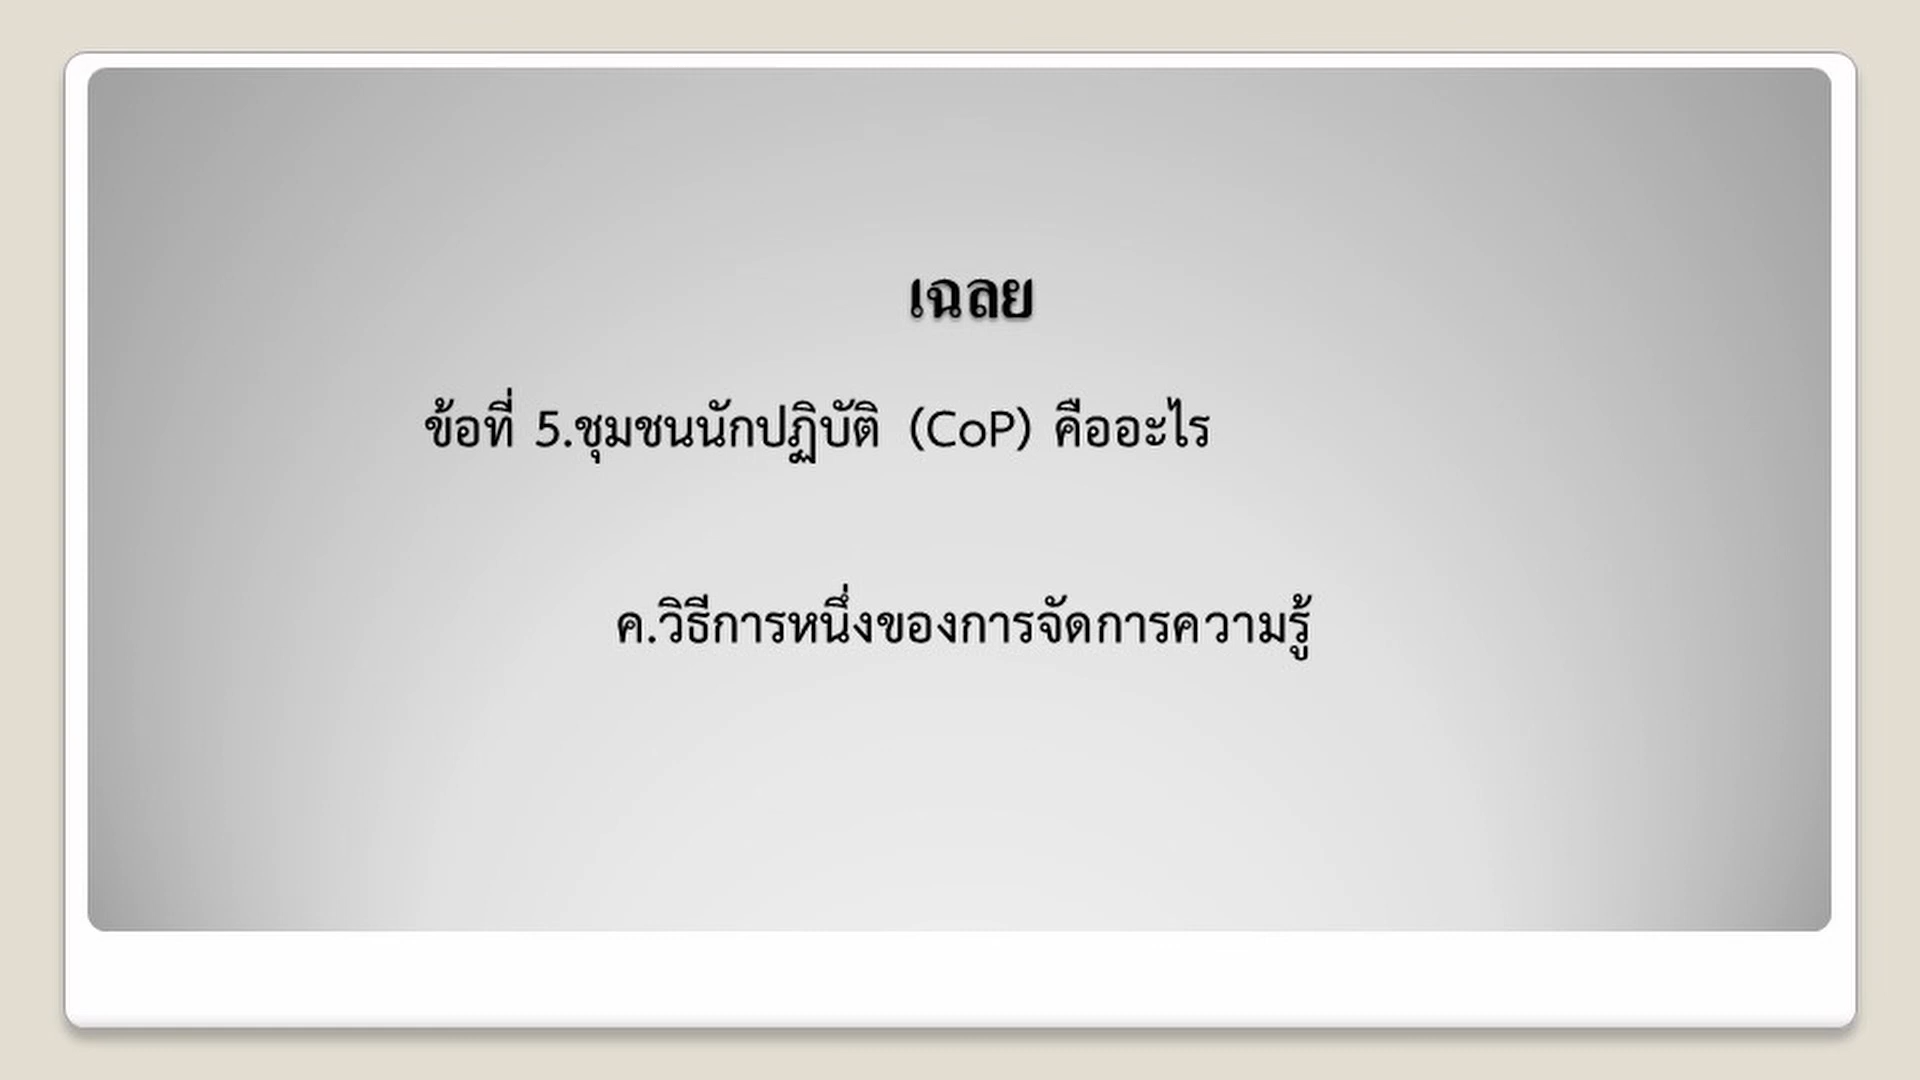 เฉลย
ข้อที่ 5.ชุมชนนักปฏิบัติ (CoP) คืออะไร
ค.วิธีการหนึ่งของการจัดการความรู้